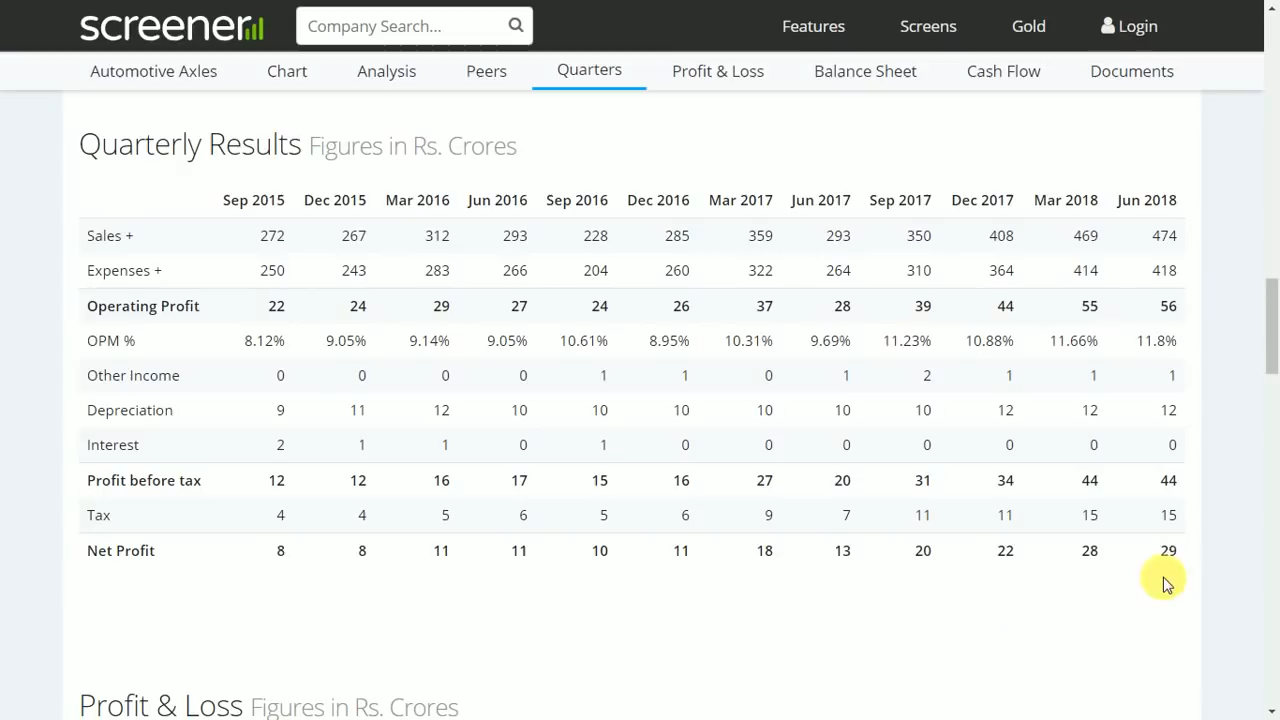 screener
Company Search...
Features Screens Gold Login
Automotive Axles Chart Analysis Peers Quarters Profit & Loss Balance Sheet Cash Flow Documents
Quarterly Results Figures in Rs. Crores
Sep 2015 Dec 2015 Mar 2016 Jun 2016 Sep 2016 Dec 2016 Mar 2017 Jun 2017 Sep 2017 Dec 2017 Mar 2018 Jun 2018
Sales + 272 267 312 293 228 285 359 293 350 408 469 474
Expenses + 250 243 283 266 204 260 322 264 310 364 414 418
Operating Profit 22 24 29 27 24 26 37 28 39 44 55 56
OPM % 8.12% 9.05% 9.14% 9.05% 10.61% 8.95% 10.31% 9.69% 11.23% 10.88% 11.66% 11.8%
Other Income 0 0 0 0 1 1 0 1 2 1 1 1
Depreciation 9 11 12 10 10 10 10 10 10 12 12 12
Interest 2 1 1 0 1 0 0 0 0 0 0 0
Profit before tax 12 12 16 17 15 16 27 20 31 34 44 44
Tax 4 4 5 6 5 6 9 7 11 11 15 15
Net Profit 8 8 11 11 10 11 18 13 20 22 28 29
Profit & Loss Figures in Rs. Crores